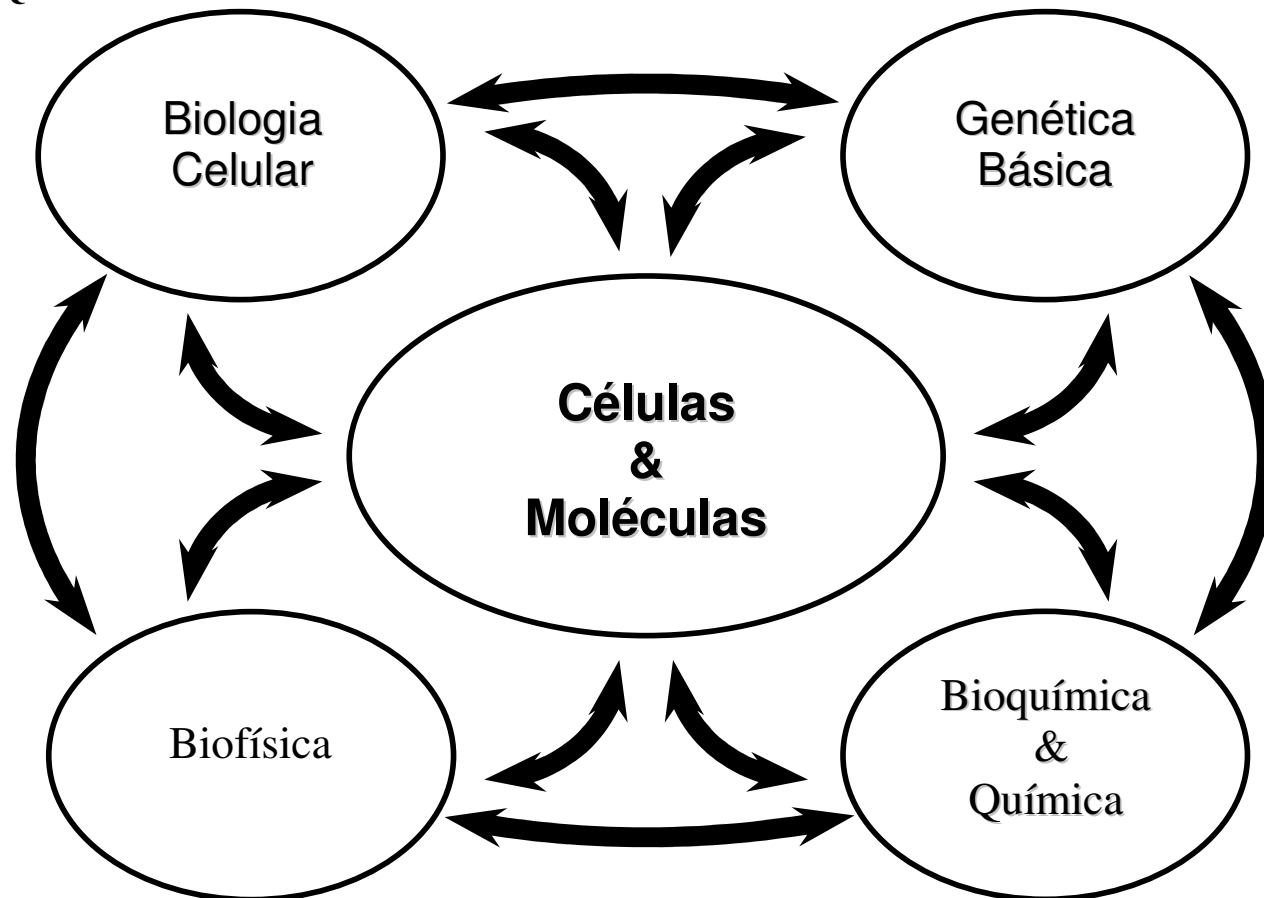 Biologia
Celular
Genética
Básica
Células
&
Moléculas
Biofísica
Bioquímica
&
Química